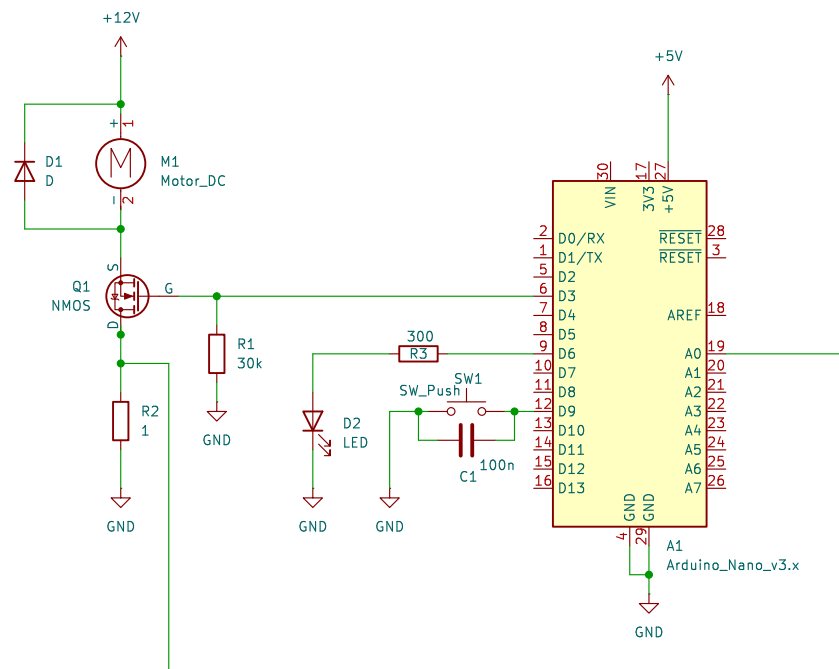 +12V
+5V
+
1
D1
D
M1
Motor_DC
-
2
30
17
27
VIN
3V3
+5V
2 D0/RX
1 D1/TX
5 D2
6 D3
7 D4
8 D5
9 D6
10 D7
11 D8
12 D9
13 D10
14 D11
15 D12
16 D13
RESET 28
RESET 3
AREF 18
A0 19
A1 20
A2 21
A3 22
A4 23
A5 24
A6 25
A7 26
S
Q1
NMOS
G
D
R1
30k
GND
R2
1
GND
300
R3
D2
LED
GND
SW1
SW_Push
100n
C1
GND
GND
GND
4
29
A1
Arduino_Nano_v3.x
GND
M